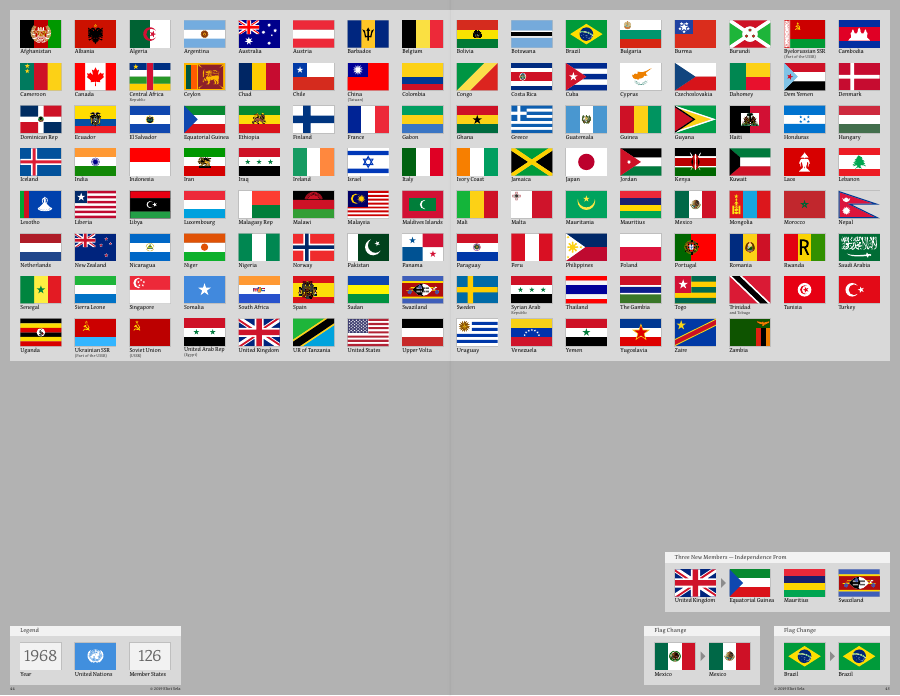 Afghanistan Albania Algeria Argentina Australia Austria Barbados Belgium Bolivia Botswana Brazil Bulgaria Burma Burundi Byelorussian SSR Cambodia
(Part of the USSR)
Cameroon Canada Central Africa Ceylon Chad Chile China Colombia Congo Costa Rica Cuba Cyprus Czechoslovakia Dahomey Dem Yemen Denmark
Republic (Taiwan)
Dominican Rep Ecuador El Salvador Equatorial Guinea Ethiopia Finland France Gabon Ghana Greece Guatemala Guinea Guyana Haiti Honduras Hungary
Iceland India Indonesia Iran Iraq Ireland Israel Italy Ivory Coast Jamaica Japan Jordan Kenya Kuwait Laos Lebanon
Lesotho Liberia Libya Luxembourg Malagasy Rep Malawi Malaysia Maldives Islands Mali Malta Mauritania Mauritius Mexico Mongolia Morocco Nepal
Netherlands New Zealand Nicaragua Niger Nigeria Norway Pakistan Panama Paraguay Peru Philippines Poland Portugal Romania Rwanda Saudi Arabia
Senegal Sierra Leone Singapore Somalia South Africa Spain Sudan Swaziland Sweden Syrian Arab Thailand The Gambia Togo Trinidad Tunisia Turkey
Republic and Tobago
Uganda Ukranian SSR Soviet Union United Arab Rep United Kingdom UR of Tanzania United States Upper Volta Uruguay Venezuela Yemen Yugoslavia Zaire Zambia
(Part of the USSR) (USSR) (Egypt)
Three New Members — Independence From
United Kingdom Equatorial Guinea Mauritius Swaziland
Legend
1968 126
Year United Nations Member States
Flag Change
Mexico Mexico
Flag Change
Brazil Brazil